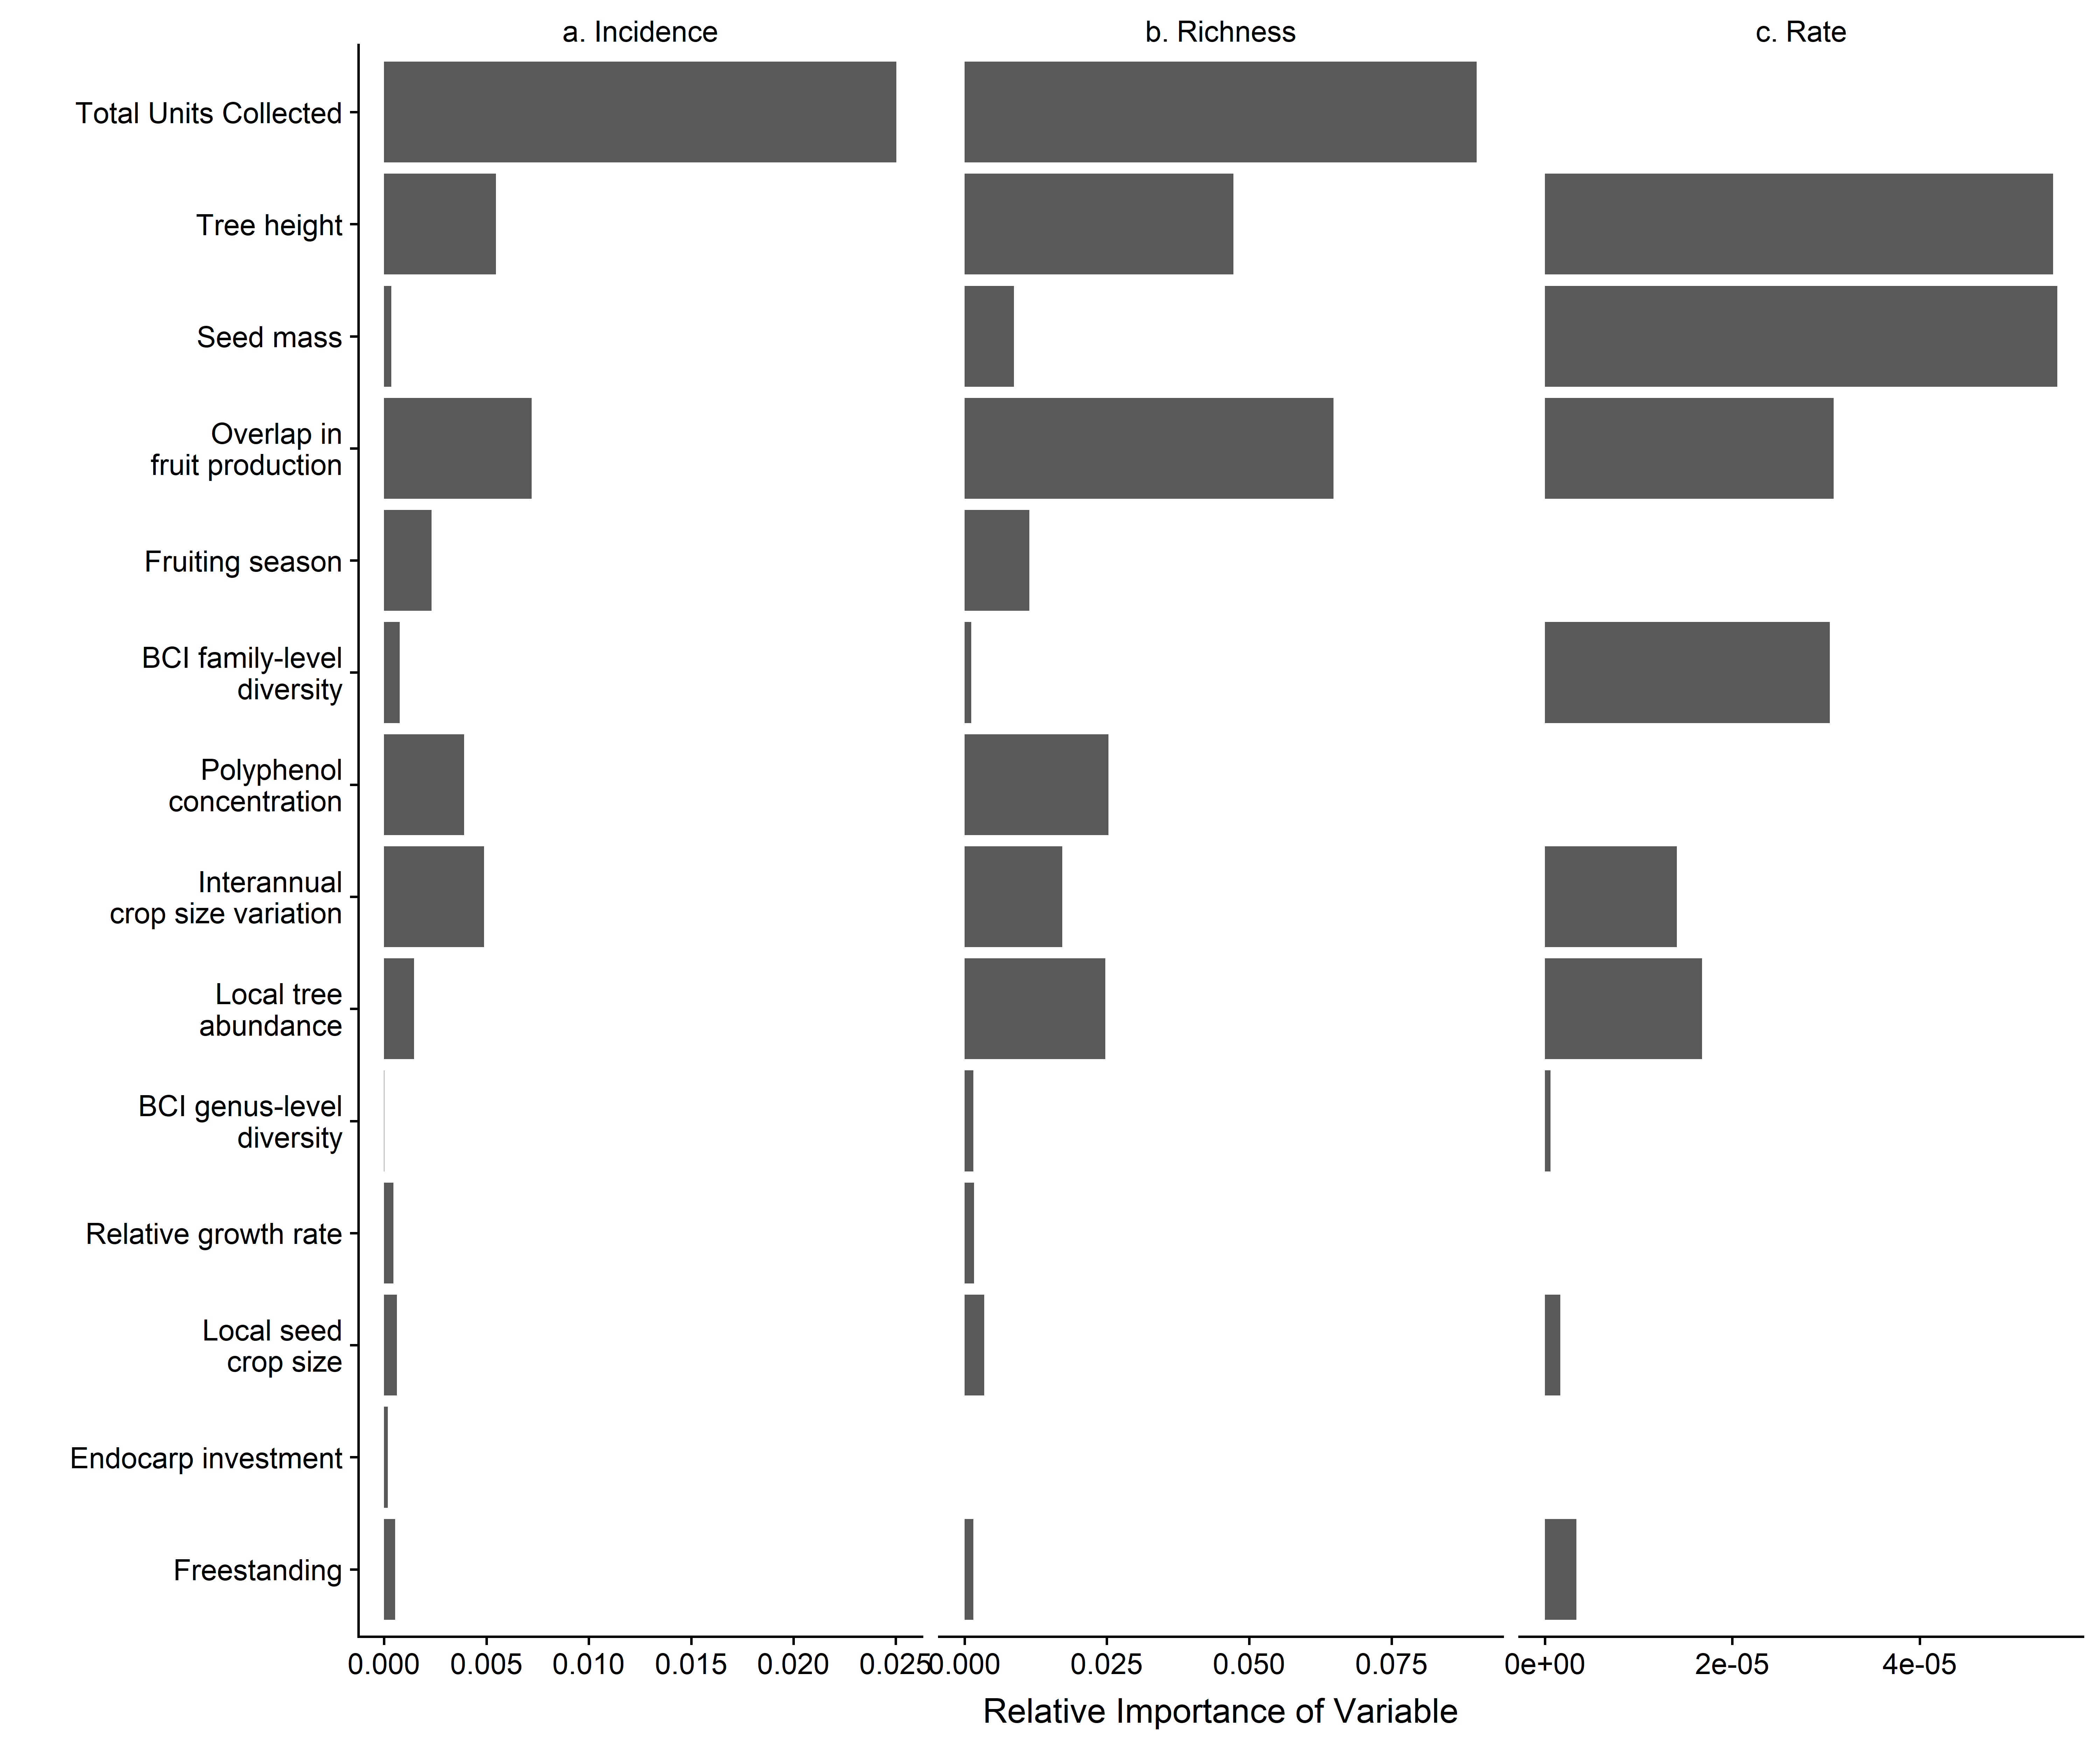 a. Incidence
b. Richness
c. Rate
Total Units Collected
Tree height
Seed mass
Overlap in
fruit production
Fruiting season
BCI family-level
diversity
Polyphenol
concentration
Interannual
crop size variation
Local tree
abundance
BCI genus-level
diversity
Relative growth rate
Local seed
crop size
Endocarp investment
Freestanding
0.000 0.005 0.010 0.015 0.020 0.025 0.000 0.025 0.050 0.075 0e+00 2e-05 4e-05
Relative Importance of Variable